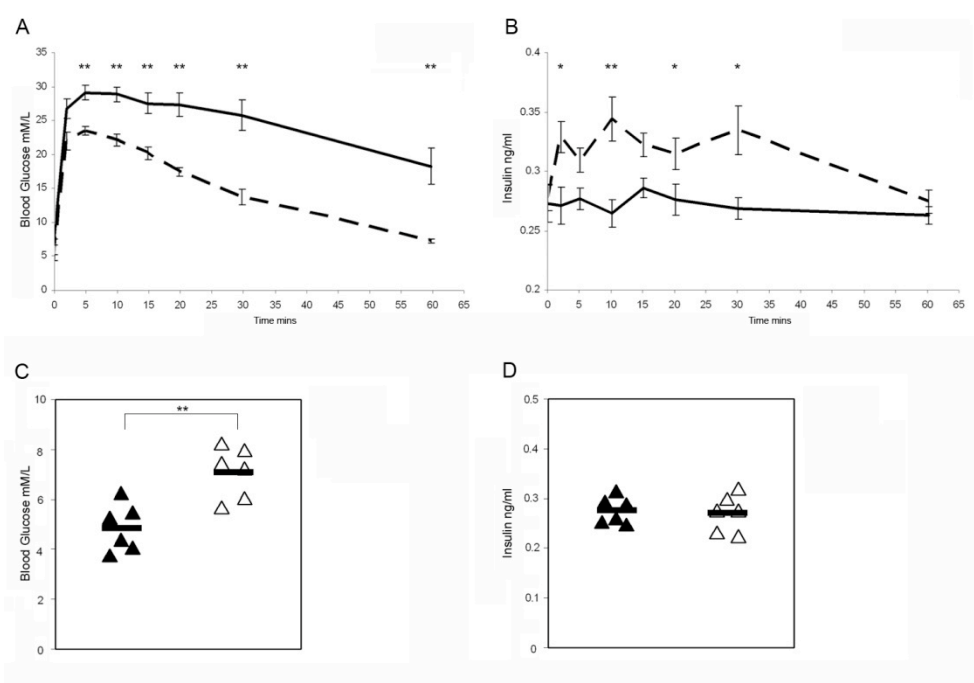 A
Blood Glucose mM/L
35
30
25
20
15
10
5
0
** ** ** ** ** **
0 5 10 15 20 25 30 35 40 45 50 55 60 65
Time mins
B
Insulin ng/ml
0.4
0.35
0.3
0.25
0.2
* ** * *
0 5 10 15 20 25 30 35 40 45 50 55 60 65
Time mins
C
Blood Glucose mM/L
10
8
6
4
2
0
**
D
Insulin ng/ml
0.5
0.4
0.3
0.2
0.1
0